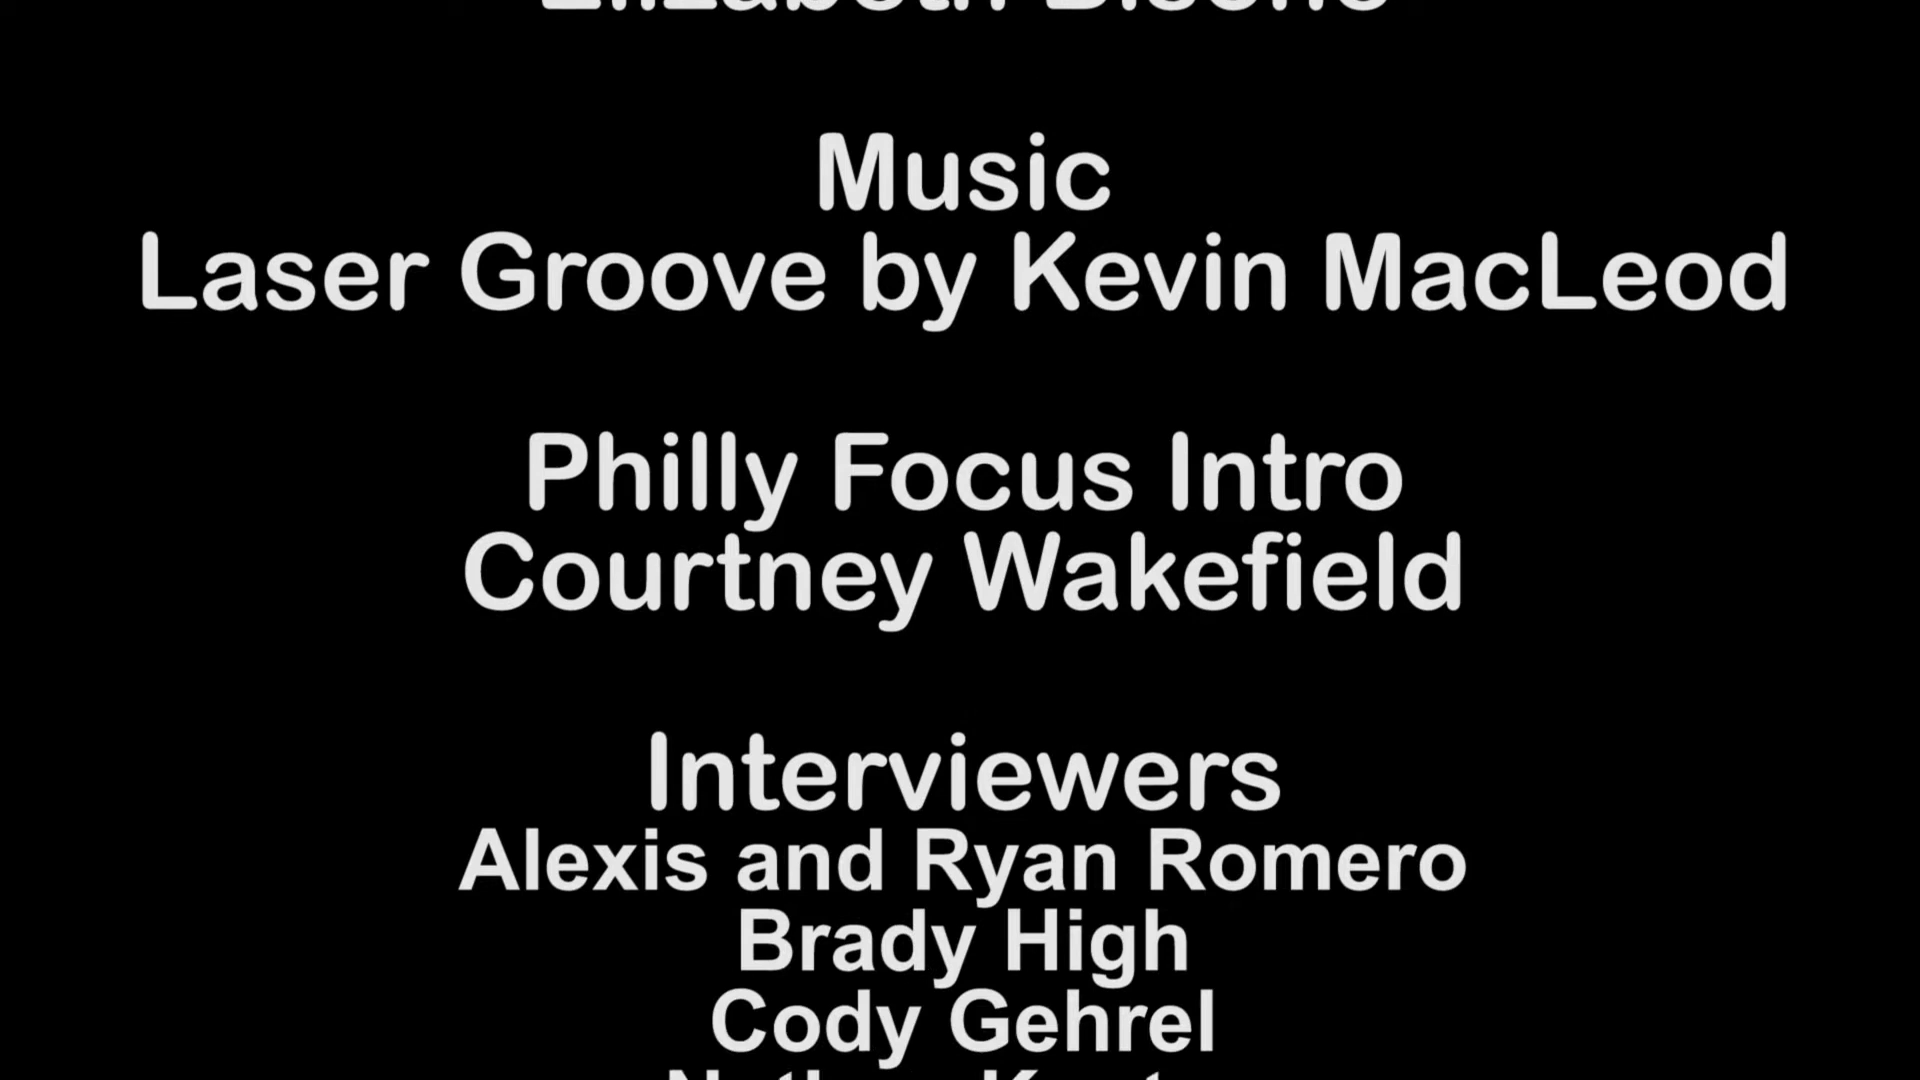 Elizabeth
Music
Laser Groove by Kevin MacLeod
Philly Focus Intro
Courtney Wakefield
Interviewers
Alexis and Ryan Romero
Brady High
Cody Gehrel